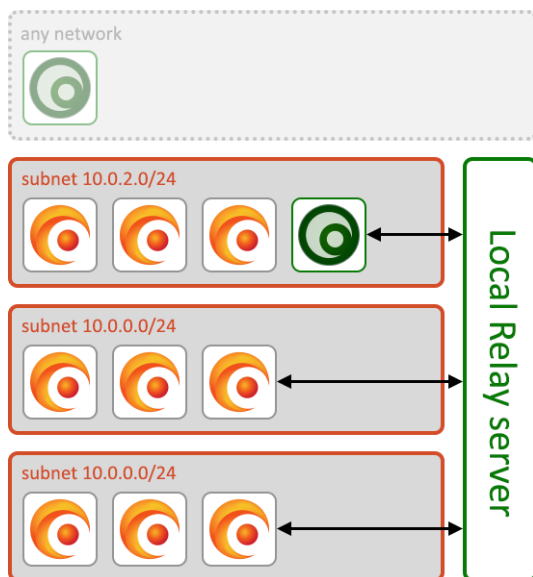 any network
subnet 10.0.2.0/24
subnet 10.0.0.0/24
subnet 10.0.0.0/24
Local Relay server